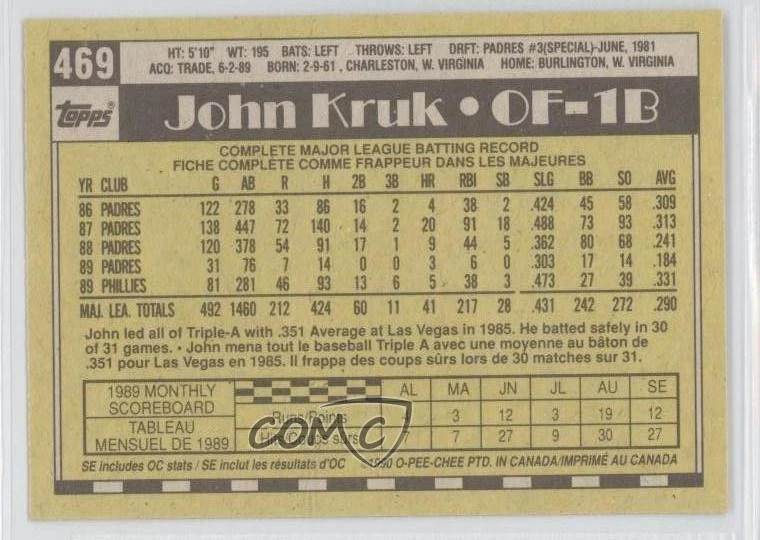 469
HT: 5'10" WT: 195 BATS: LEFT THROWS: LEFT DRFT: PADRES #3(SPECIAL)-JUNE, 1981
ACQ: TRADE, 6-2-89 BORN: 2-9-61, CHARLESTON, W. VIRGINIA HOME: BURLINGTON, W. VIRGINIA
Topps®
John Kruk • OF-1B
COMPLETE MAJOR LEAGUE BATTING RECORD
FICHE COMPLETE COMME FRAPPEUR DANS LES MAJEURES
YR CLUB G AB R H 2B 3B HR RBI SB SLG BB SO AVG
86 PADRES 122 278 33 86 16 2 4 38 2 .424 45 58 .309
87 PADRES 138 447 72 140 14 2 20 91 18 .488 73 93 .313
88 PADRES 120 378 54 91 17 1 9 44 5 .362 80 68 .241
89 PADRES 31 76 7 14 0 0 3 6 0 .303 17 14 .184
89 PHILLIES 81 281 46 93 13 6 5 38 3 .473 27 39 .331
MAJ. LEA. TOTALS 492 1460 212 424 60 11 41 217 28 .431 242 272 .290
John led all of Triple-A with .351 Average at Las Vegas in 1985. He batted safely in 30
of 31 games. • John mena tout le baseball Triple A avec une moyenne au bâton de
.351 pour Las Vegas en 1985. Il frappa des coups sûrs lors de 30 matches sur 31.
1989 MONTHLY
SCOREBOARD
TABLEAU
MENSUEL DE 1989
AL MA JN JL AU SE
Runs/Points 3 12 3 19 12
Hits/Coups sûrs 7 7 27 9 30 27
COMC
SE includes OC stats / SE inclut les résultats d'OC 1990 O-PEE-CHEE PTD. IN CANADA/IMPRIMÉ AU CANADA